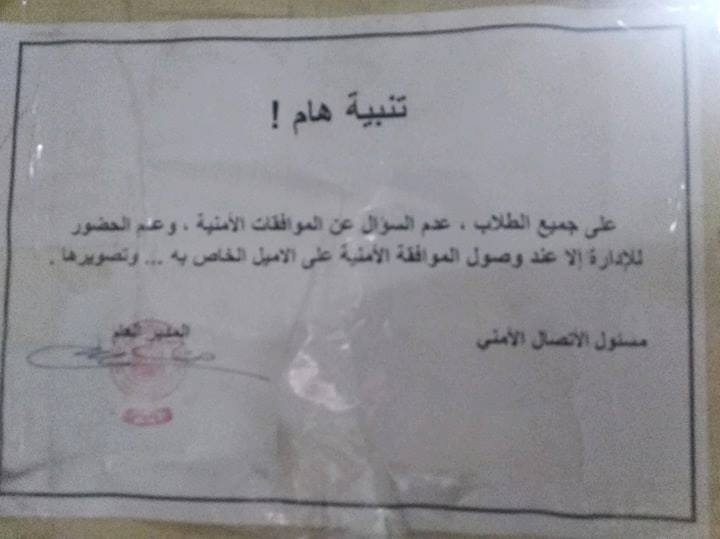 تنبية هام !
على جميع الطلاب ، عدم السؤال عن الموافقات الأمنية ، وعدم الحضور
للإدارة إلا عند وصول الموافقة الأمنية على الاميل الخاص به ... وتصويرها .
مسئول الأتصال الأمني
المدير العام